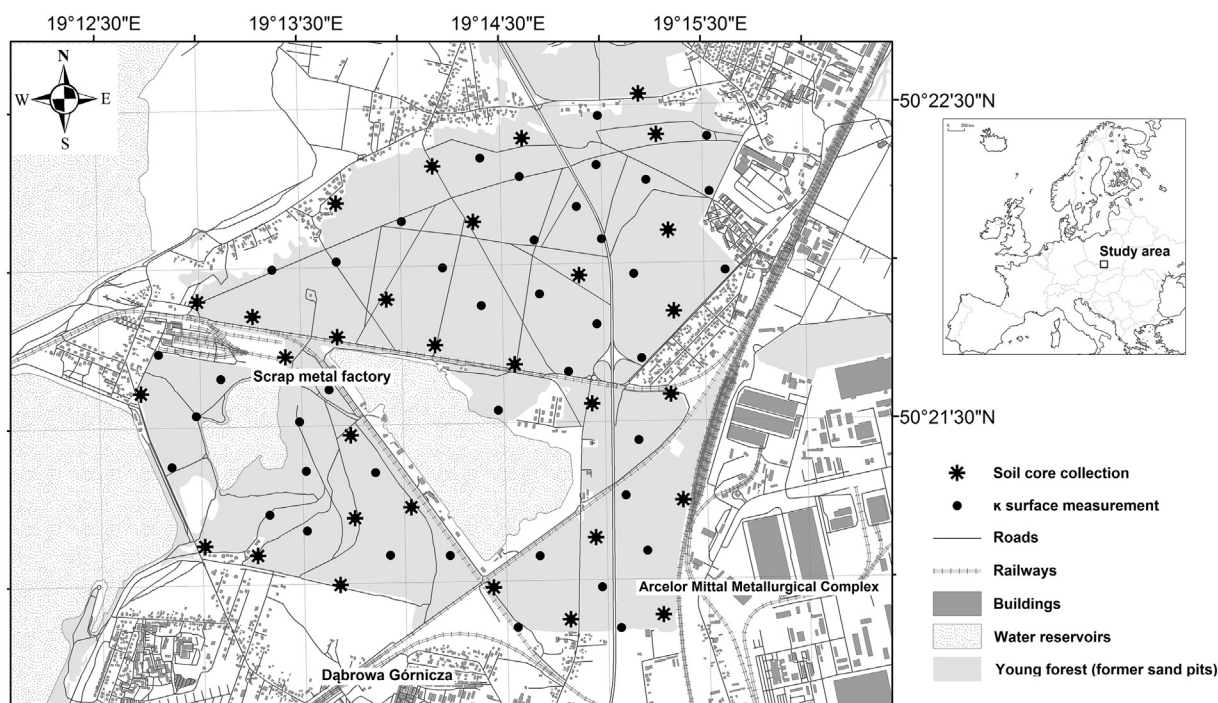 19°12'30"E 19°13'30"E 19°14'30"E 19°15'30"E
N
W E
S
50°22'30"N
Study area
Scrap metal factory
50°21'30"N
Soil core collection
κ surface measurement
Roads
Railways
Arcelor Mittal Metallurgical Complex
Buildings
Water reservoirs
Dąbrowa Górnicza
Young forest (former sand pits)